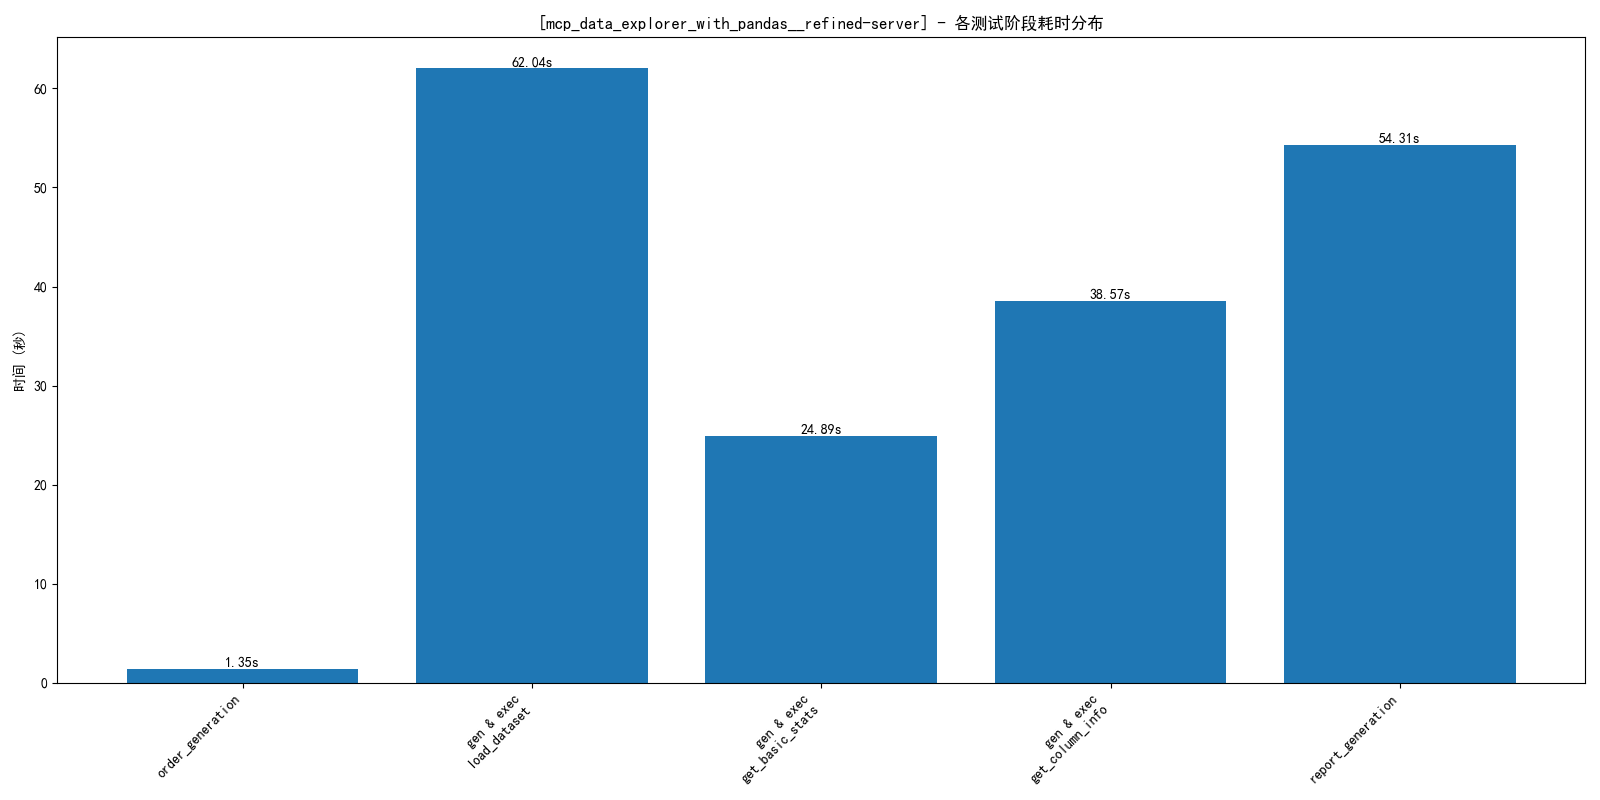 [mcp_data_explorer_with_pandas__refined-server] - 各测试阶段耗时分布
时间 (秒)
60
50
40
30
20
10
0
1.35s
62.04s
24.89s
38.57s
54.31s
order_generation
gen & exec
load_dataset
gen & exec
get_basic_stats
gen & exec
get_column_info
report_generation